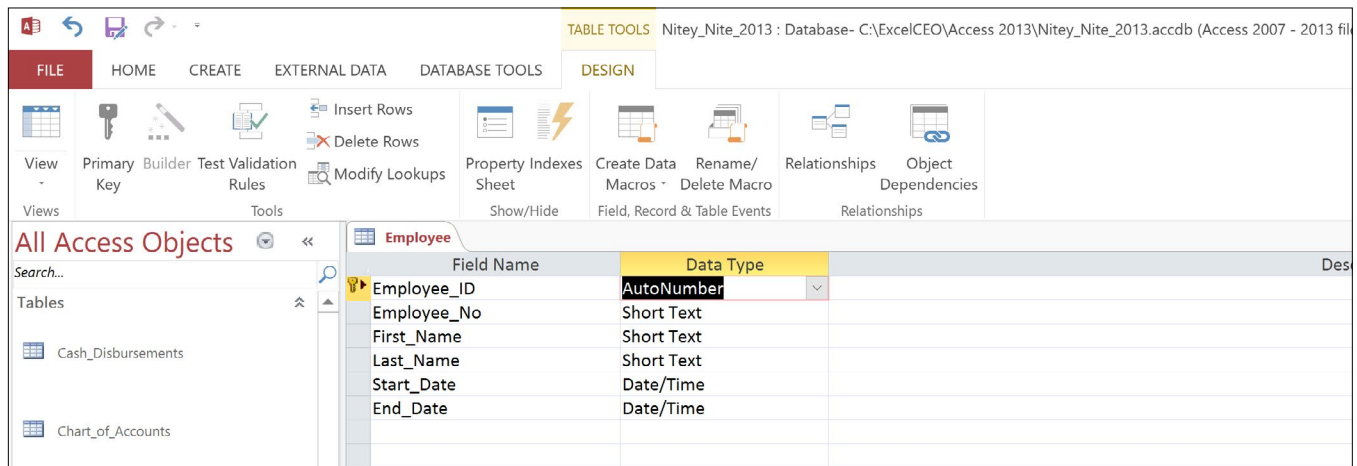 TABLE TOOLS Nitey_Nite_2013 : Database- C:\ExcelCEO\Access 2013\Nitey_Nite_2013.accdb (Access 2007 - 2013 fil
FILE HOME CREATE EXTERNAL DATA DATABASE TOOLS DESIGN
Insert Rows
Delete Rows
Modify Lookups
View Primary Key Builder Test Validation Rules Property Sheet Indexes Create Data Macros Rename/ Delete Macro Relationships Object Dependencies
Views Tools Show/Hide Field, Record & Table Events Relationships
All Access Objects «
Employee
Search...
Field Name Data Type Desc
Tables
Employee_ID AutoNumber
Employee_No Short Text
First_Name Short Text
Cash_Disbursements
Last_Name Short Text
Start_Date Date/Time
End_Date Date/Time
Chart_of_Accounts